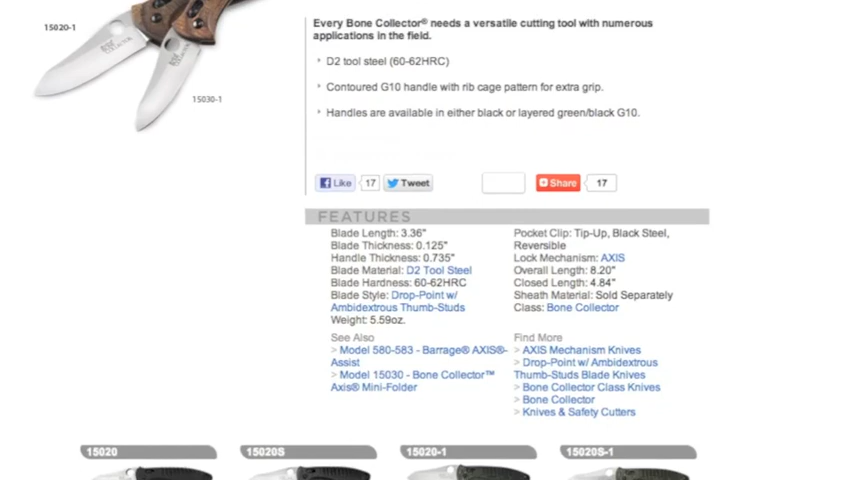 15020-1
15030-1
Every Bone Collector® needs a versatile cutting tool with numerous
applications in the field.
D2 tool steel (60-62HRC)
Contoured G10 handle with rib cage pattern for extra grip.
Handles are available in either black or layered green/black G10.
Like 17 Tweet Share 17
FEATURES
Blade Length: 3.36"
Blade Thickness: 0.125"
Handle Thickness: 0.735"
Blade Material: D2 Tool Steel
Blade Hardness: 60-62HRC
Blade Style: Drop-Point w/
Ambidextrous Thumb-Studs
Weight: 5.59oz.
Pocket Clip: Tip-Up, Black Steel,
Reversible
Lock Mechanism: AXIS
Overall Length: 8.20"
Closed Length: 4.84"
Sheath Material: Sold Separately
Class: Bone Collector
See Also
> Model 580-583 - Barrage® AXIS®-
Assist
> Model 15030 - Bone Collector™
Axis® Mini-Folder
Find More
> AXIS Mechanism Knives
> Drop-Point w/ Ambidextrous
Thumb-Studs Blade Knives
> Bone Collector Class Knives
> Bone Collector
> Knives & Safety Cutters
15020
15020S
15020-1
15020S-1